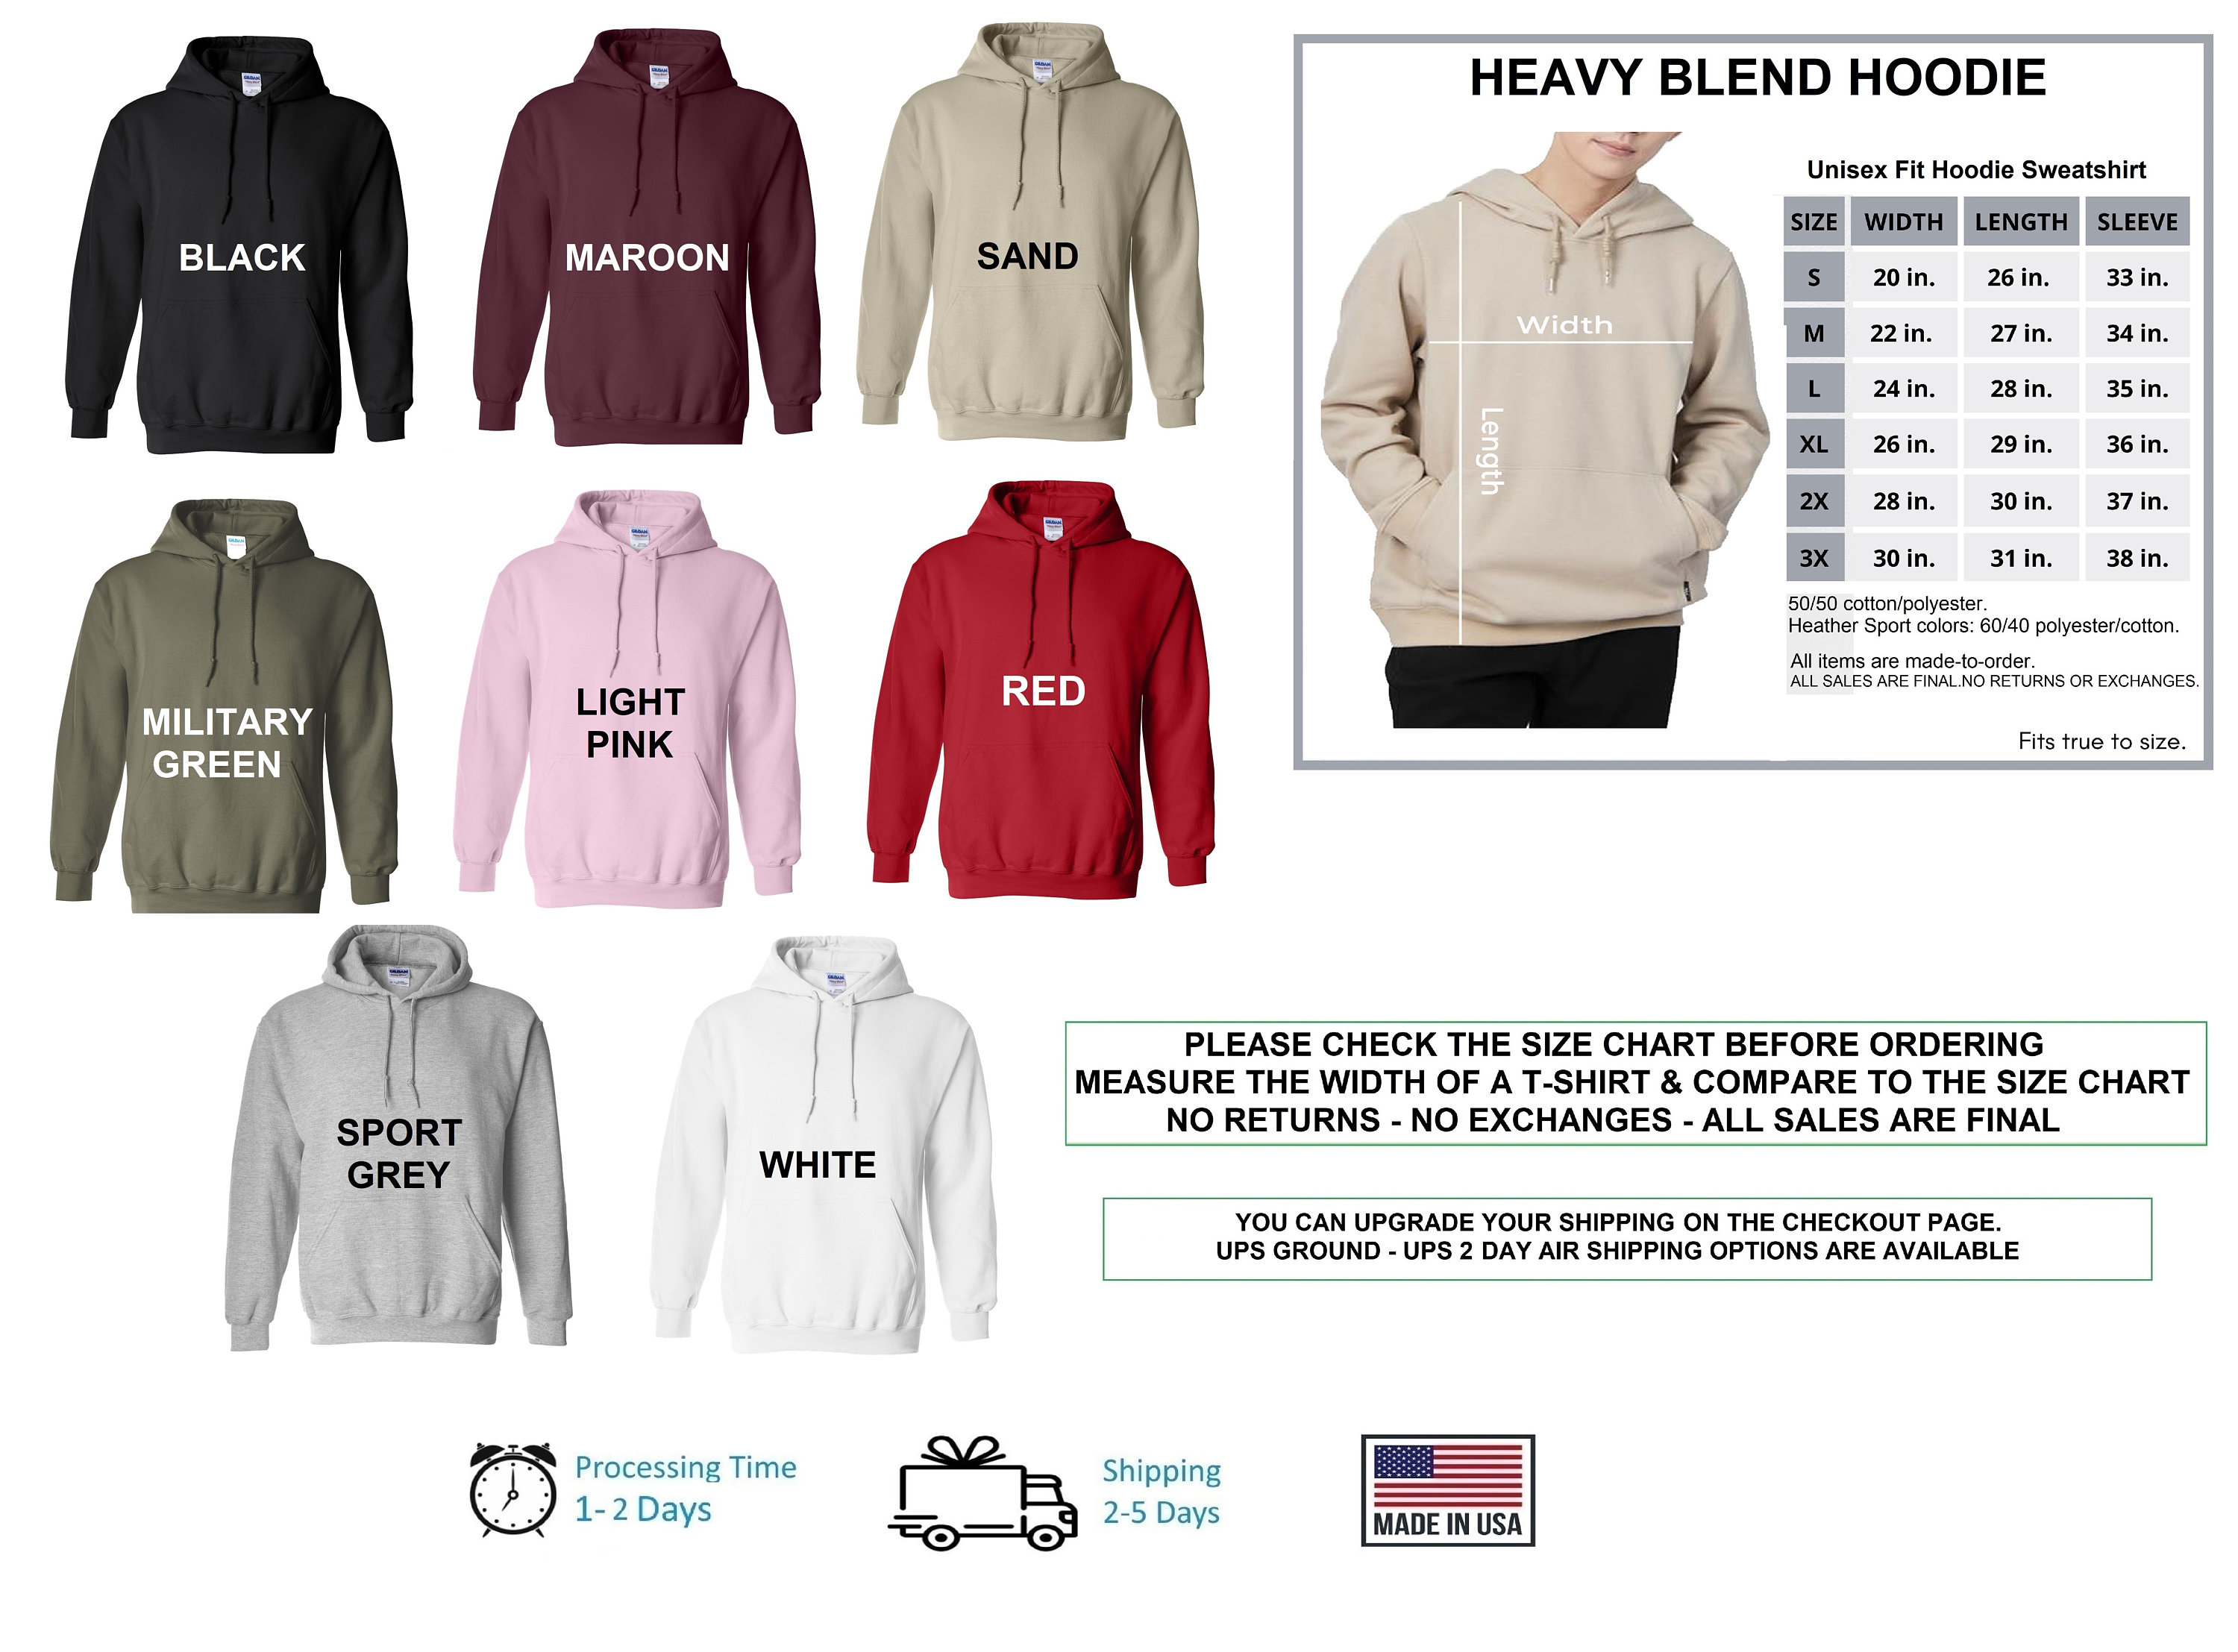 BLACK
MAROON
SAND
MILITARY
GREEN
LIGHT
PINK
RED
SPORT
GREY
WHITE
HEAVY BLEND HOODIE
Width
Length
Unisex Fit Hoodie Sweatshirt
SIZE WIDTH LENGTH SLEEVE
S 20 in. 26 in. 33 in.
M 22 in. 27 in. 34 in.
L 24 in. 28 in. 35 in.
XL 26 in. 29 in. 36 in.
2X 28 in. 30 in. 37 in.
3X 30 in. 31 in. 38 in.
50/50 cotton/polyester.
Heather Sport colors: 60/40 polyester/cotton.
All items are made-to-order.
ALL SALES ARE FINAL.NO RETURNS OR EXCHANGES.
Fits true to size.
PLEASE CHECK THE SIZE CHART BEFORE ORDERING
MEASURE THE WIDTH OF A T-SHIRT & COMPARE TO THE SIZE CHART
NO RETURNS - NO EXCHANGES - ALL SALES ARE FINAL
YOU CAN UPGRADE YOUR SHIPPING ON THE CHECKOUT PAGE.
UPS GROUND - UPS 2 DAY AIR SHIPPING OPTIONS ARE AVAILABLE
Processing Time
1- 2 Days
Shipping
2-5 Days
MADE IN USA